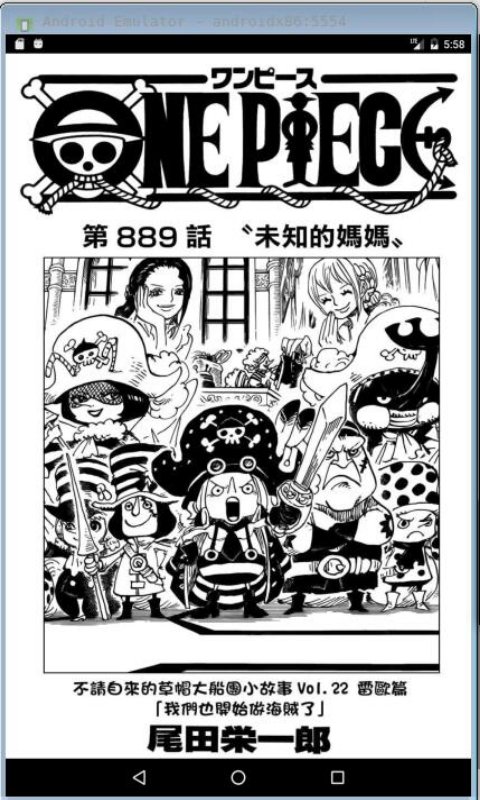 Android Emulator - androidx86:5554
LTE 5:58
ワンピース
ONE PIECE
第 889 話 〝未知的媽媽〟
不請自來的草帽大船團小故事 Vol. 22 雷歐篇
「我們也開始做海賊了」
尾田栄一郎